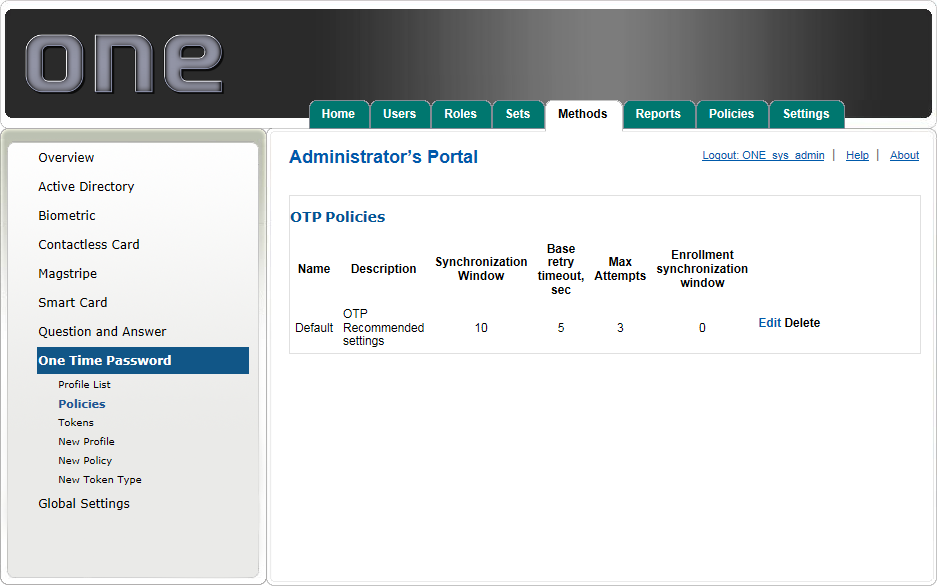 one
Home Users Roles Sets Methods Reports Policies Settings
Overview
Active Directory
Biometric
Contactless Card
Magstripe
Smart Card
Question and Answer
One Time Password
Profile List
Policies
Tokens
New Profile
New Policy
New Token Type
Global Settings
Administrator's Portal
Logout: ONE_sys_admin | Help | About
OTP Policies
Name Description Synchronization Window Base retry timeout, sec Max Attempts Enrollment synchronization window
Default OTP Recommended settings 10 5 3 0 Edit Delete